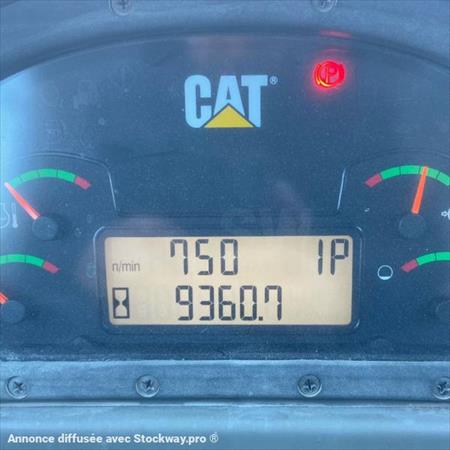 P
CAT®
n/min 750 1P
9360.7
Annonce diffusée avec Stockway.pro ®